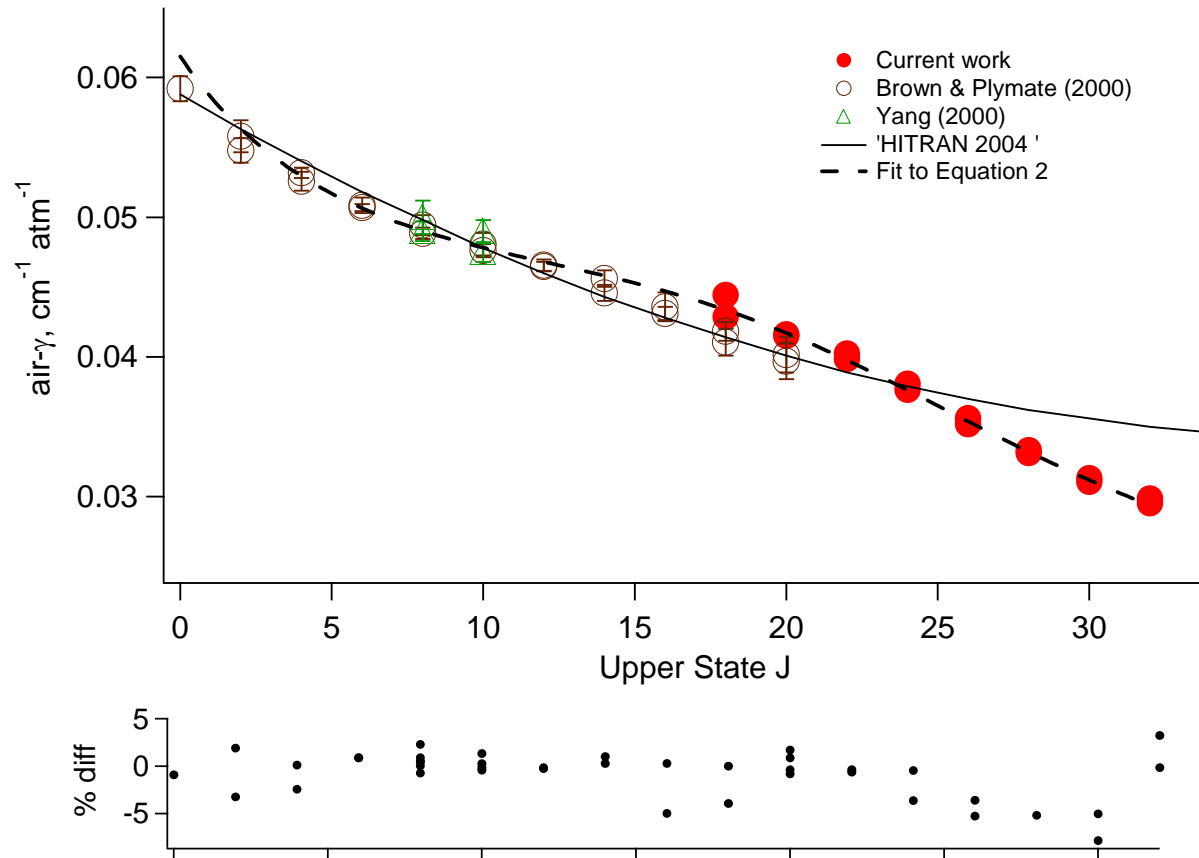 0.06
0.05
0.04
0.03
air-γ, cm⁻¹ atm⁻¹
Current work
Brown & Plymate (2000)
Yang (2000)
'HITRAN 2004 '
Fit to Equation 2
0 5 10 15 20 25 30
Upper State J
5
0
-5
% diff